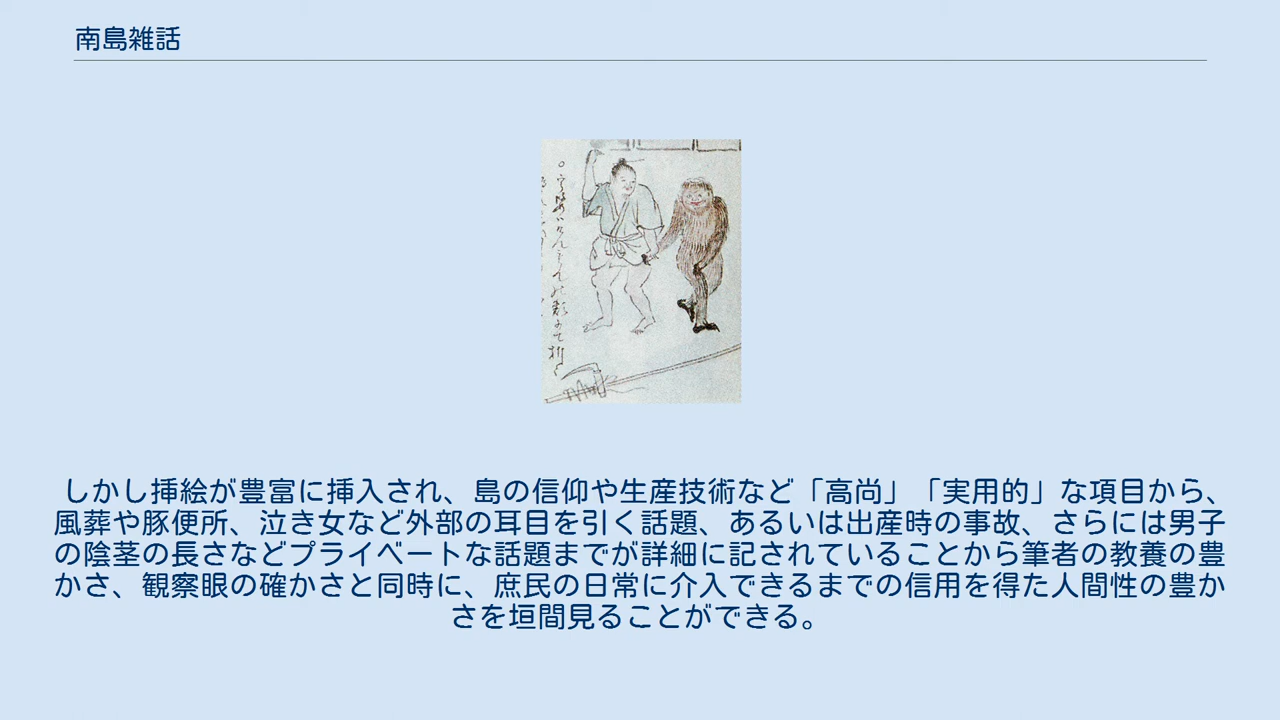 南島雑話
しかし挿絵が豊富に挿入され、島の信仰や生産技術など「高尚」「実用的」な項目から、
風葬や豚便所、泣き女など外部の耳目を引く話題、あるいは出産時の事故、さらには男子
の陰茎の長さなどプライベートな話題までが詳細に記されていることから筆者の教養の豊
かさ、観察眼の確かさと同時に、庶民の日常に介入できるまでの信用を得た人間性の豊か
さを垣間見ることができる。